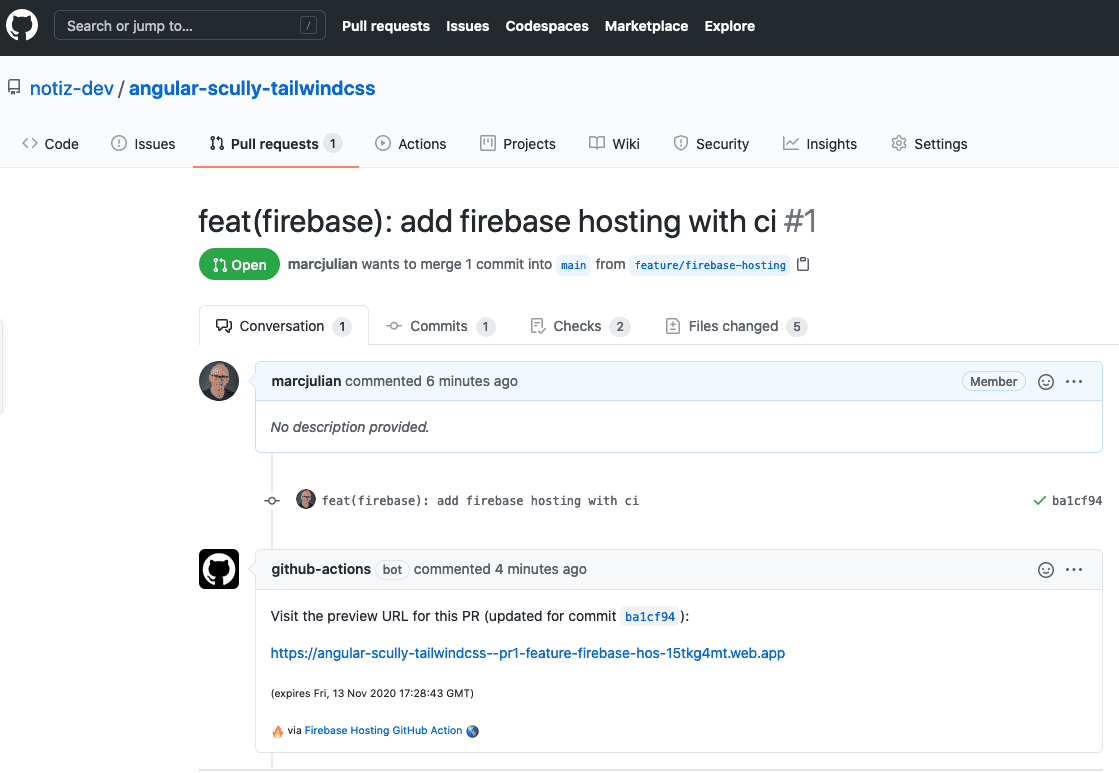 Search or jump to... /
Pull requests Issues Codespaces Marketplace Explore
notiz-dev / angular-scully-tailwindcss
Code Issues Pull requests 1 Actions Projects Wiki Security Insights Settings
feat(firebase): add firebase hosting with ci #1
Open marcjulian wants to merge 1 commit into main from feature/firebase-hosting
Conversation 1 Commits 1 Checks 2 Files changed 5
marcjulian commented 6 minutes ago Member
No description provided.
feat(firebase): add firebase hosting with ci ba1cf94
github-actions bot commented 4 minutes ago
Visit the preview URL for this PR (updated for commit ba1cf94 ):
https://angular-scully-tailwindcss--pr1-feature-firebase-hos-15tkg4mt.web.app
(expires Fri, 13 Nov 2020 17:28:43 GMT)
🔥 via Firebase Hosting GitHub Action 🌎